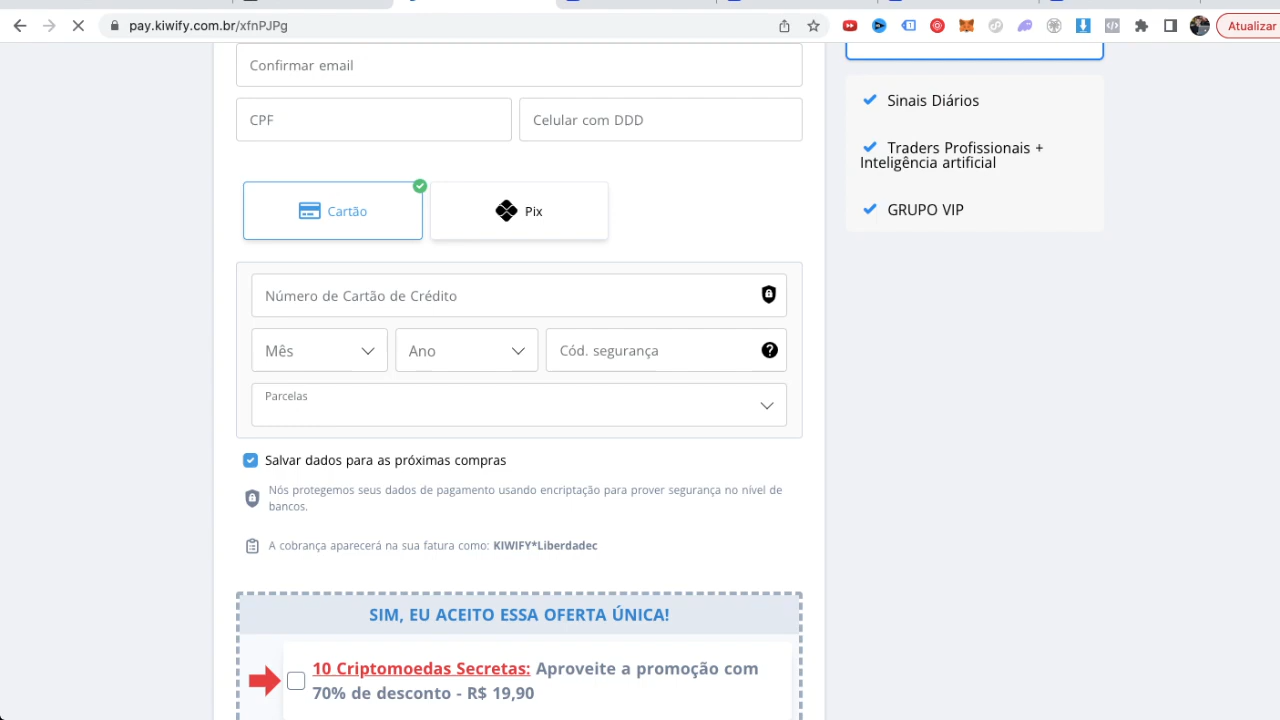 pay.kiwify.com.br/xfnPJPg
Atualizar
Confirmar email
CPF
Celular com DDD
Cartão
Pix
Número de Cartão de Crédito
Mês
Ano
Cód. segurança
Parcelas
Salvar dados para as próximas compras
Nós protegemos seus dados de pagamento usando encriptação para prover segurança no nível de
bancos.
A cobrança aparecerá na sua fatura como: KIWIFY*Liberdadec
SIM, EU ACEITO ESSA OFERTA ÚNICA!
10 Criptomoedas Secretas: Aproveite a promoção com
70% de desconto - R$ 19,90
Sinais Diários
Traders Profissionais +
Inteligência artificial
GRUPO VIP